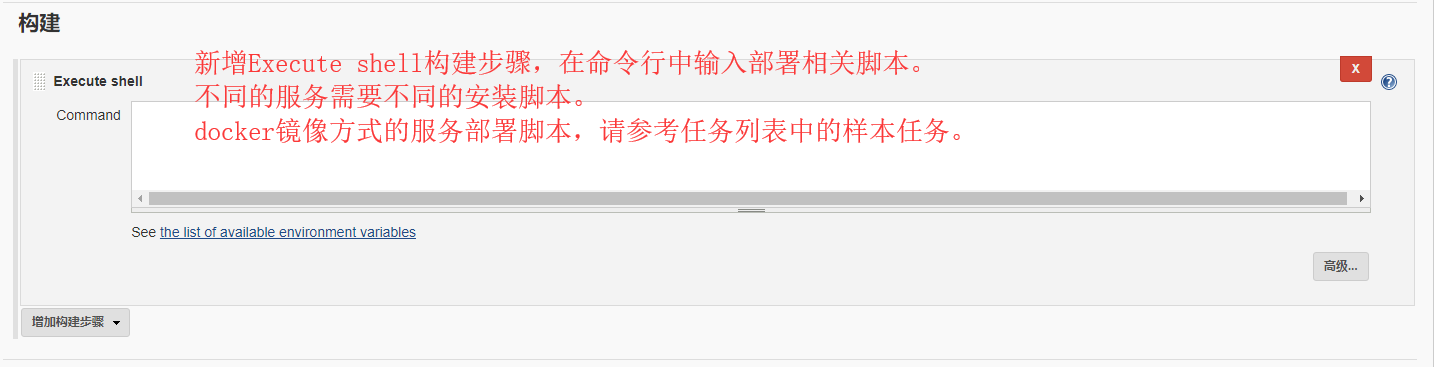 构建
新增Execute shell构建步骤，在命令行中输入部署相关脚本。
X
Execute shell
不同的服务需要不同的安装脚本。
Command
docker镜像方式的服务部署脚本，请参考任务列表中的样本任务。
See the list of available environment variables
高级...
增加构建步骤